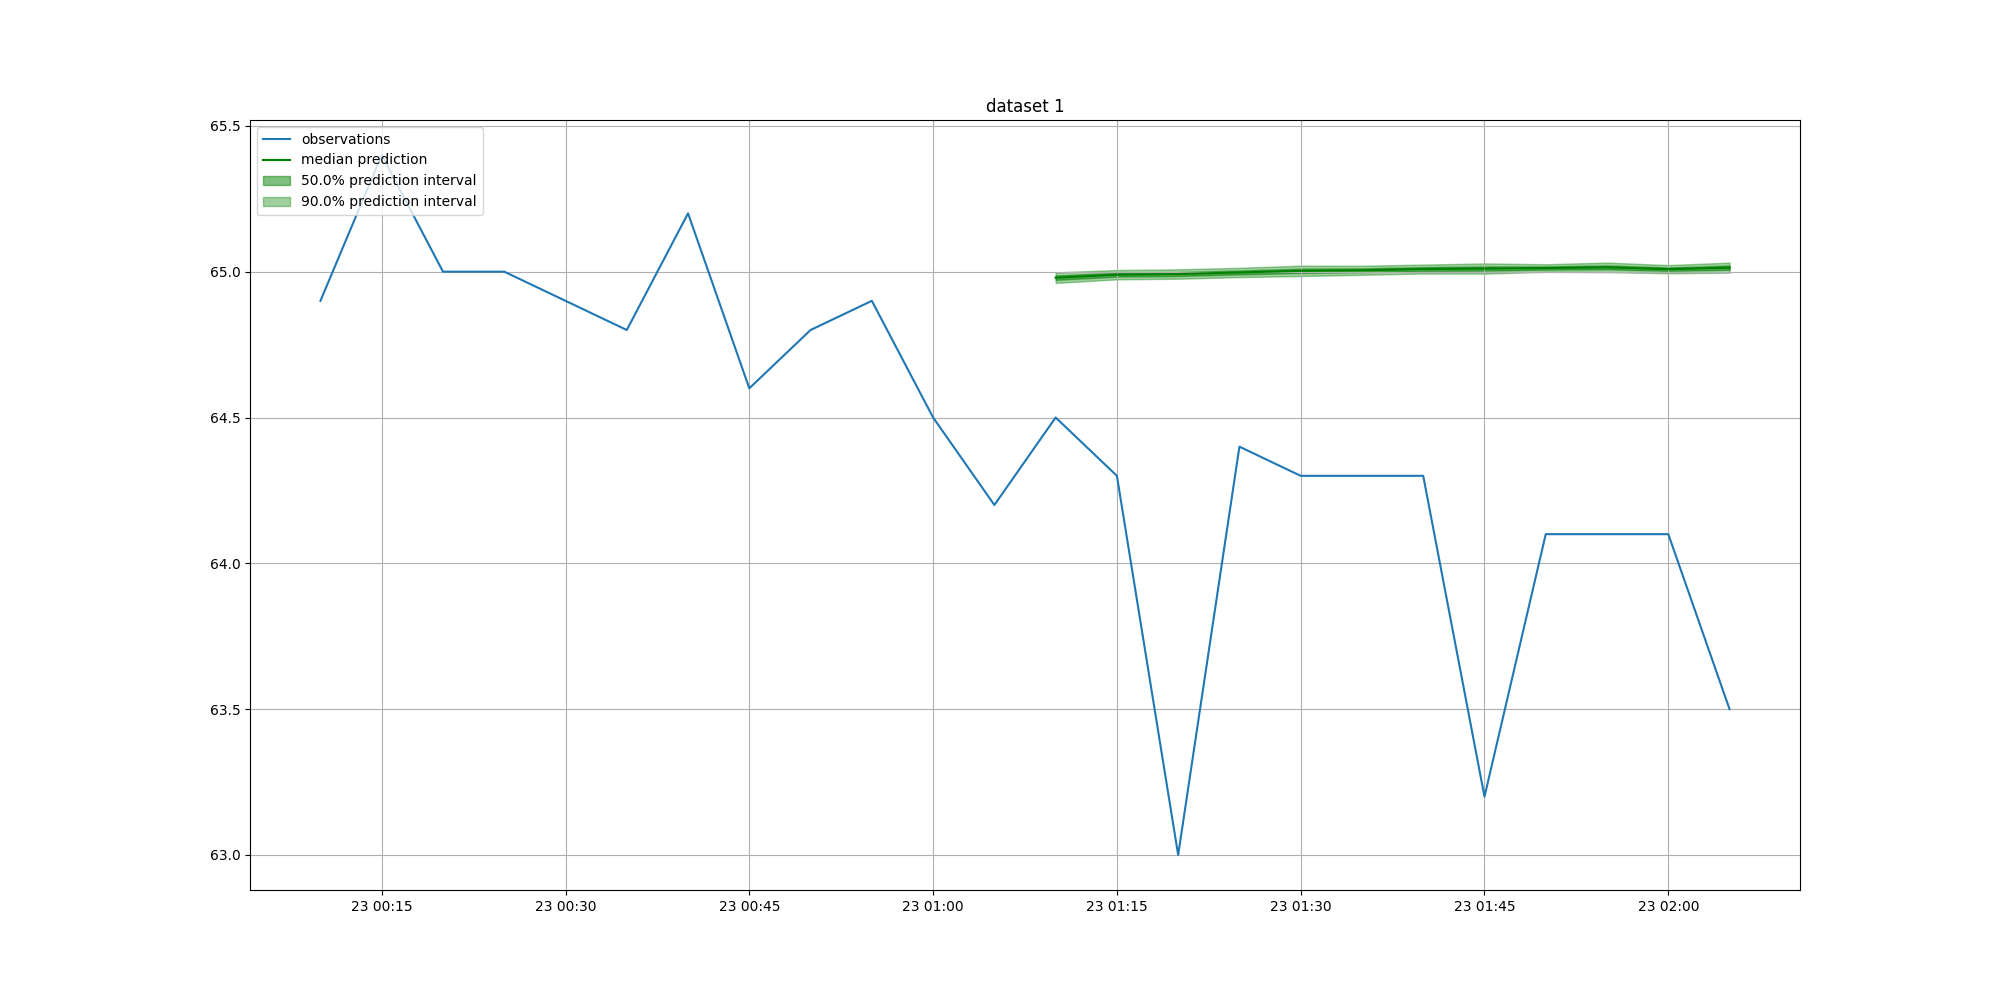 dataset 1
65.5
65.0
64.5
64.0
63.5
63.0
observations
median prediction
50.0% prediction interval
90.0% prediction interval
23 00:15
23 00:30
23 00:45
23 01:00
23 01:15
23 01:30
23 01:45
23 02:00